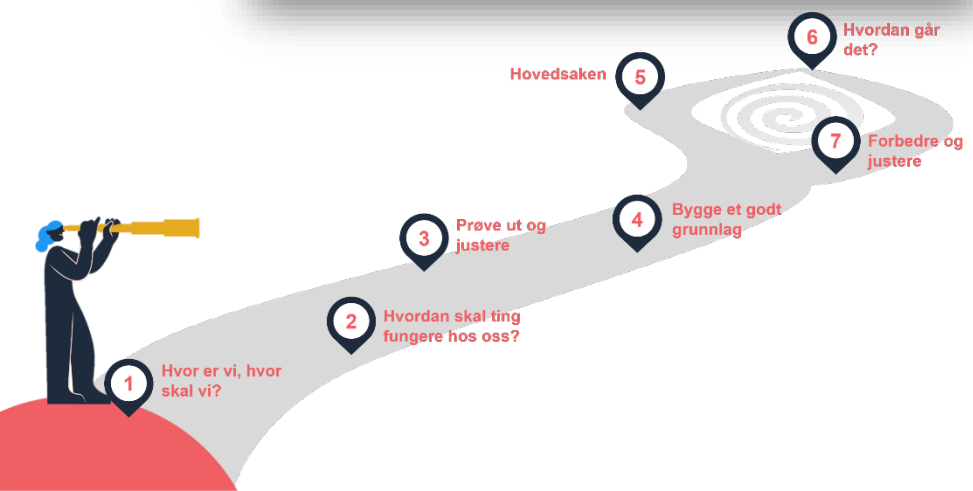 1
Hvor er vi, hvor
skal vi?
2
Hvordan skal ting
fungere hos oss?
3
Prøve ut og
justere
4
Bygge et godt
grunnlag
5
Hovedsaken
6
Hvordan går
det?
7
Forbedre og
justere